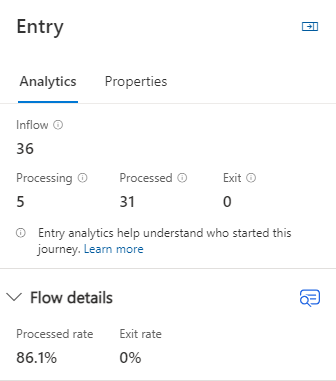 Entry
Analytics Properties
Inflow
36
Processing Processed Exit
5 31 0
Entry analytics help understand who started this
journey. Learn more
Flow details
Processed rate Exit rate
86.1% 0%